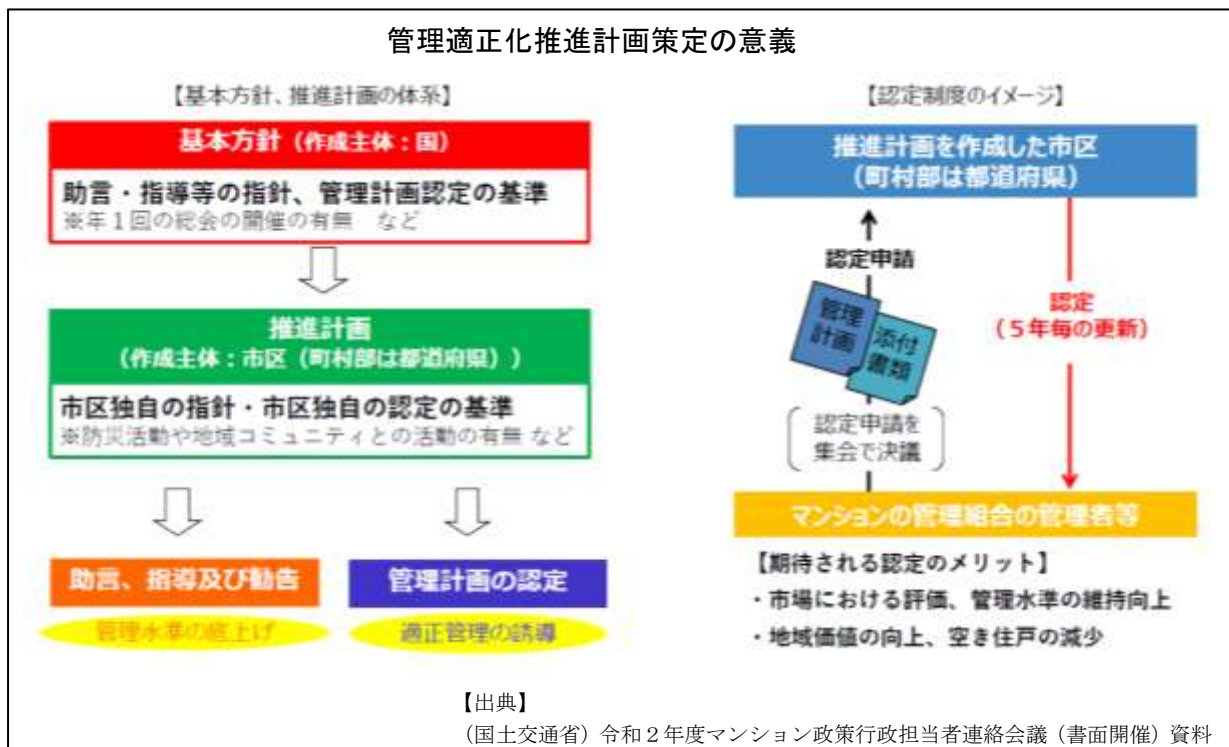 管理適正化推進計画策定の意義
【基本方針、推進計画の体系】
基本方針(作成主体:国)
助言・指導等の指針、管理計画認定の基準
※年1回の総会の開催の有無 など
推進計画
(作成主体:市区(町村部は都道府県))
市区独自の指針・市区独自の認定の基準
※防災活動や地域コミュニティとの活動の有無 など
助言、指導及び勧告
管理水準の底上げ
管理計画の認定
適正管理の誘導
【認定制度のイメージ】
推進計画を作成した市区
(町村部は都道府県)
認定申請
管理
計画
添付
書類
認定申請を
集会で決議
認定
(5年毎の更新)
マンションの管理組合の管理者等
【期待される認定のメリット】
・市場における評価、管理水準の維持向上
・地域価値の向上、空き住戸の減少
【出典】
(国土交通省)令和2年度マンション政策行政担当者連絡会議(書面開催)資料